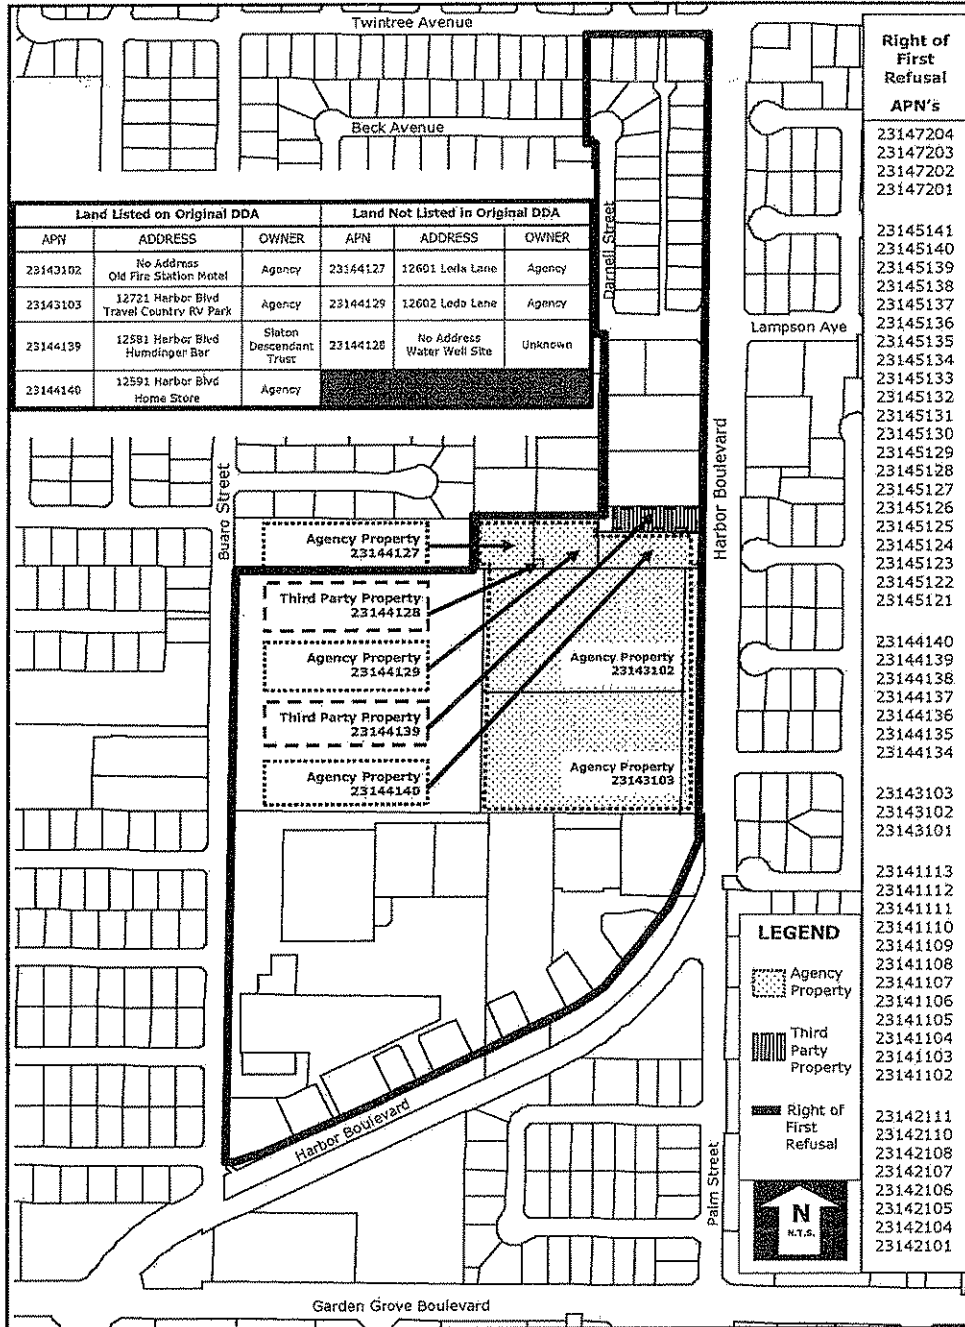 Twintree Avenue
Beck Avenue
Darnell Street
Land Listed on Original DDA
Land Not Listed in Original DDA
APN ADDRESS OWNER APN ADDRESS OWNER
23143102 No Address Old Fire Station Motel Agency 23144127 12601 Leda Lane Agency
23143103 12721 Harbor Blvd Travel Country RV Park Agency 23144129 12602 Leda Lane Agency
23144139 12581 Harbor Blvd Humdinger Bar Slaton Descendant Trust 23144128 No Address Water Well Site Unknown
23144140 12591 Harbor Blvd Home Store Agency
Lampson Ave
Buaro Street
Harbor Boulevard
Agency Property
23144127
Third Party Property
23144128
Agency Property
23144129
Third Party Property
23144139
Agency Property
23144140
Agency Property
23143102
Agency Property
23143103
Harbor Boulevard
Palm Street
Garden Grove Boulevard
LEGEND
Agency
Property
Third
Party
Property
Right of
First
Refusal
N
N.T.S.
Right of
First
Refusal
APN's
23147204
23147203
23147202
23147201
23145141
23145140
23145139
23145138
23145137
23145136
23145135
23145134
23145133
23145132
23145131
23145130
23145129
23145128
23145127
23145126
23145125
23145124
23145123
23145122
23145121
23144140
23144139
23144138
23144137
23144136
23144135
23144134
23143103
23143102
23143101
23141113
23141112
23141111
23141110
23141109
23141108
23141107
23141106
23141105
23141104
23141103
23141102
23142111
23142110
23142108
23142107
23142106
23142105
23142104
23142101